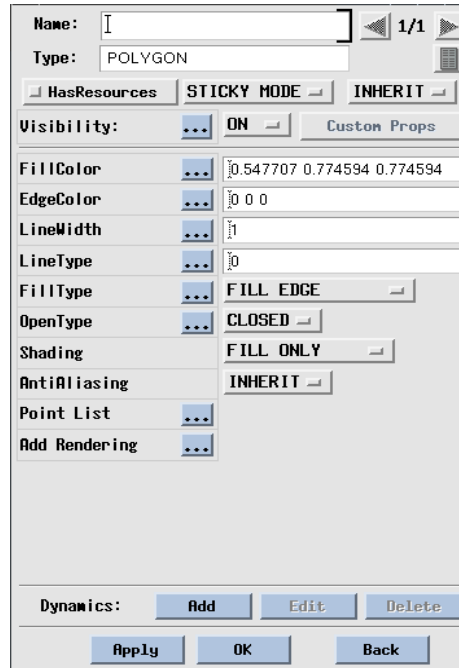 Name: 1/1
Type: POLYGON
HasResources STICKY MODE INHERIT
Visibility: ... ON Custom Props
FillColor ... 0.547707 0.774594 0.774594
EdgeColor ... 0 0 0
LineWidth ... 1
LineType ... 0
FillType ... FILL EDGE
OpenType ... CLOSED
Shading FILL ONLY
AntiAliasing INHERIT
Point List ...
Add Rendering ...
Dynamics: Add Edit Delete
Apply OK Back